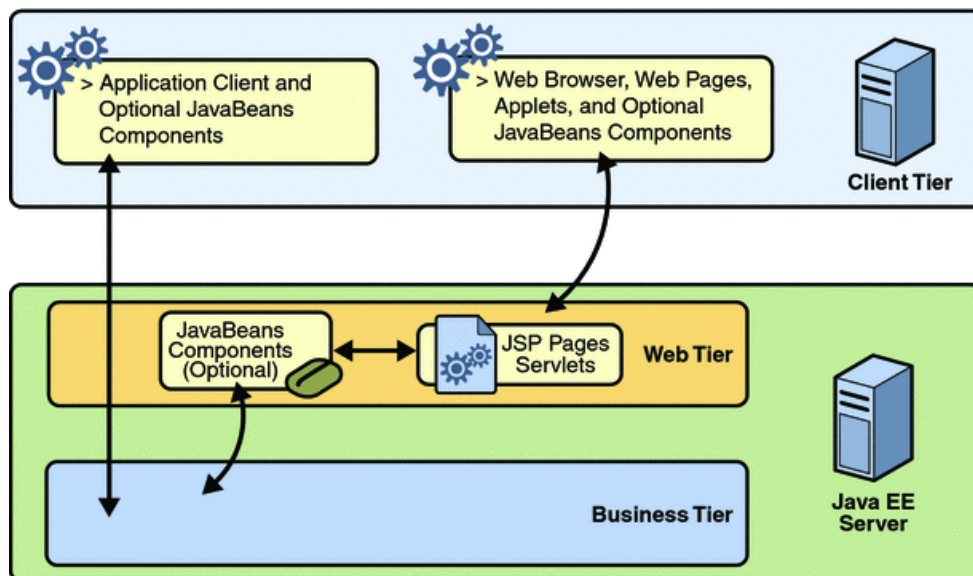 > Application Client and
Optional JavaBeans
Components
> Web Browser, Web Pages,
Applets, and Optional
JavaBeans Components
Client Tier
JavaBeans
Components
(Optional)
JSP Pages
Servlets
Web Tier
Business Tier
Java EE
Server